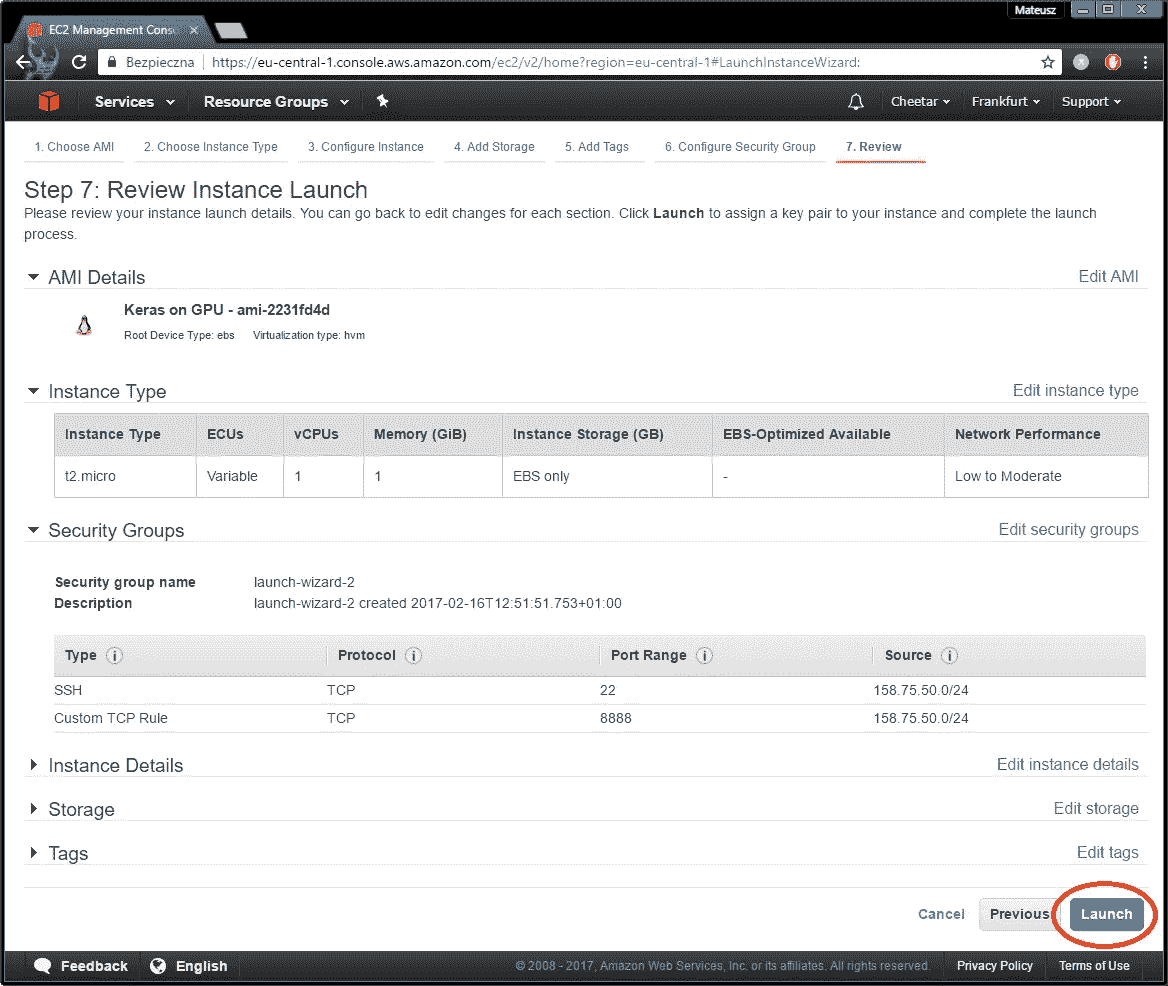 Mateusz
EC2 Management Cons
Bezpieczna https://eu-central-1.console.aws.amazon.com/ec2/v2/home?region=eu-central-1#LaunchInstanceWizard:
Services Resource Groups Cheetar Frankfurt Support
1. Choose AMI 2. Choose Instance Type 3. Configure Instance 4. Add Storage 5. Add Tags 6. Configure Security Group 7. Review
Step 7: Review Instance Launch
Please review your instance launch details. You can go back to edit changes for each section. Click Launch to assign a key pair to your instance and complete the launch
process.
AMI Details Edit AMI
Keras on GPU - ami-2231fd4d
Root Device Type: ebs Virtualization type: hvm
Instance Type Edit instance type
Instance Type ECUs vCPUs Memory (GiB) Instance Storage (GB) EBS-Optimized Available Network Performance
t2.micro Variable 1 1 EBS only - Low to Moderate
Security Groups Edit security groups
Security group name launch-wizard-2
Description launch-wizard-2 created 2017-02-16T12:51:51.753+01:00
Type i Protocol i Port Range i Source i
SSH TCP 22 158.75.50.0/24
Custom TCP Rule TCP 8888 158.75.50.0/24
Instance Details Edit instance details
Storage Edit storage
Tags Edit tags
Cancel Previous Launch
Feedback English © 2008 - 2017, Amazon Web Services, Inc. or its affiliates. All rights reserved. Privacy Policy Terms of Use